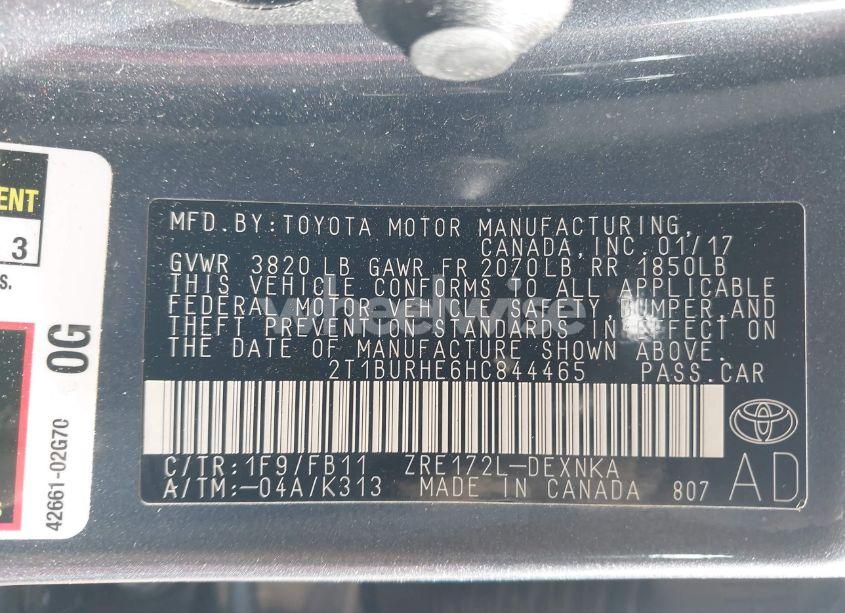 MFD.BY:TOYOTA MOTOR MANUFACTURING,
CANADA,INC. 01/17
GVWR 3820 LB GAWR FR 2070LB RR 1850LB
THIS VEHICLE CONFORMS TO ALL APPLICABLE
FEDERAL MOTOR VEHICLE SAFETY, BUMPER,AND
THEFT PREVENTION STANDARDS IN EFFECT ON
THE DATE OF MANUFACTURE SHOWN ABOVE.
2T1BURHE6HC844465 PASS.CAR
C/TR:1F9/FB11 ZRE172L-DEXNKA
A/TM:-04A/K313 MADE IN CANADA 807
AD
wheelwise
3
0G
42661-02G70